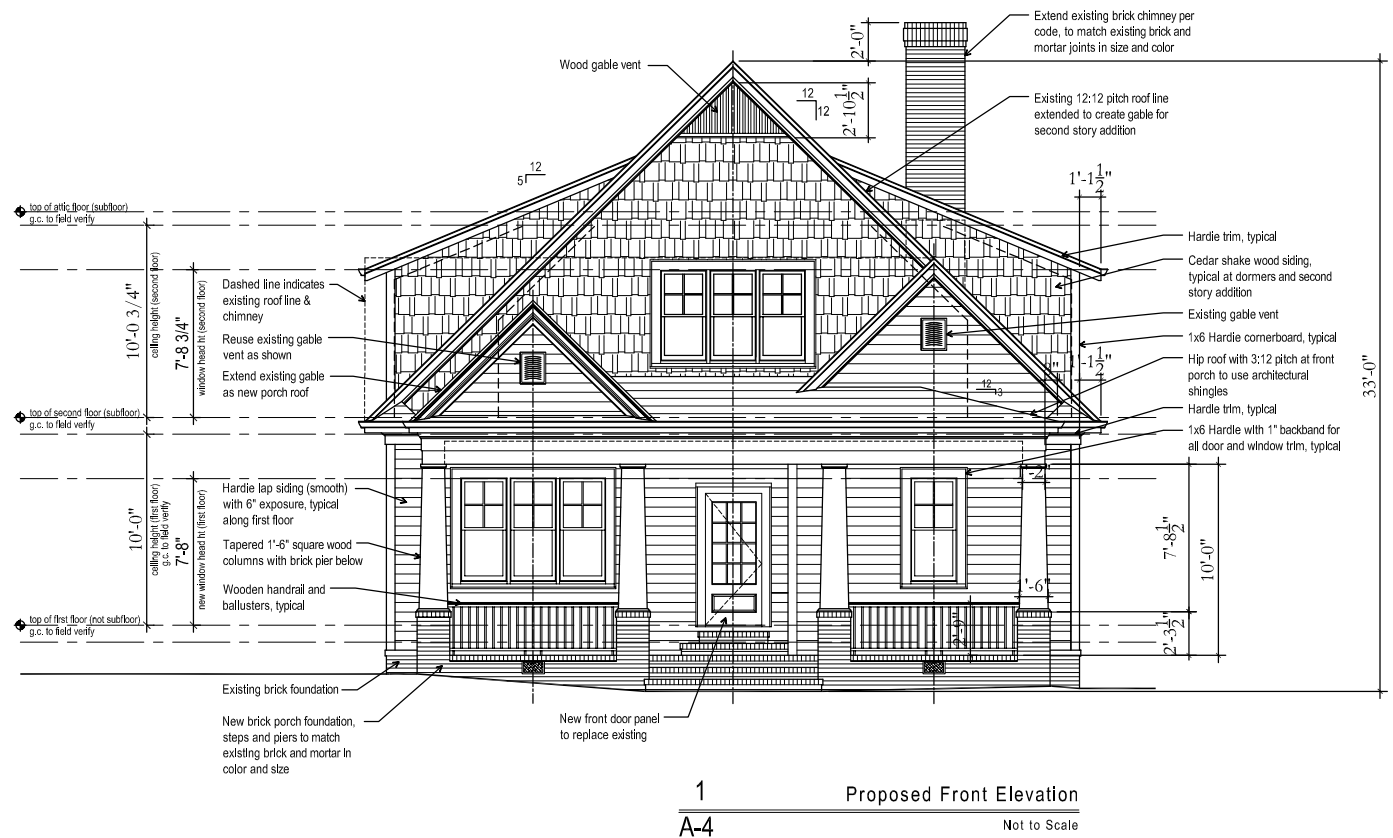 Extend existing brick chimney per
code, to match existing brick and
mortar joints in size and color
2'-0"
Wood gable vent
12
12
2'-10 1/2"
Existing 12:12 pitch roof line
extended to create gable for
second story addition
12
5
1'-1 1/2"
top of attic floor (subfloor)
g.c. to field verify
Hardie trim, typical
Cedar shake wood siding,
typical at dormers and second
story addition
Dashed line indicates
existing roof line &
chimney
10'-0 3/4"
ceiling height (second floor)
7'-8 3/4"
window head ht (second floor)
Existing gable vent
Reuse existing gable
vent as shown
1x6 Hardie cornerboard, typical
33'-0"
1'-1 1/2"
Hip roof with 3:12 pitch at front
porch to use architectural
shingles
Extend existing gable
as new porch roof
12
3
Hardie trim, typical
top of second floor (subfloor)
g.c. to field verify
1x6 Hardie with 1" backband for
all door and window trim, typical
1'-2"
Hardie lap siding (smooth)
with 6" exposure, typical
along first floor
10'-0"
ceiling height (first floor)
g.c. to field verify
7'-8"
new window head ht (first floor)
7'-8 1/2"
10'-0"
Tapered 1'-6" square wood
columns with brick pier below
Wooden handrail and
ballusters, typical
1'-6"
top of first floor (not subfloor)
g.c. to field verify
2'-9"
2'-3 1/2"
Existing brick foundation
New brick porch foundation,
steps and piers to match
existing brick and mortar in
color and size
New front door panel
to replace existing
1
A-4
Proposed Front Elevation
Not to Scale